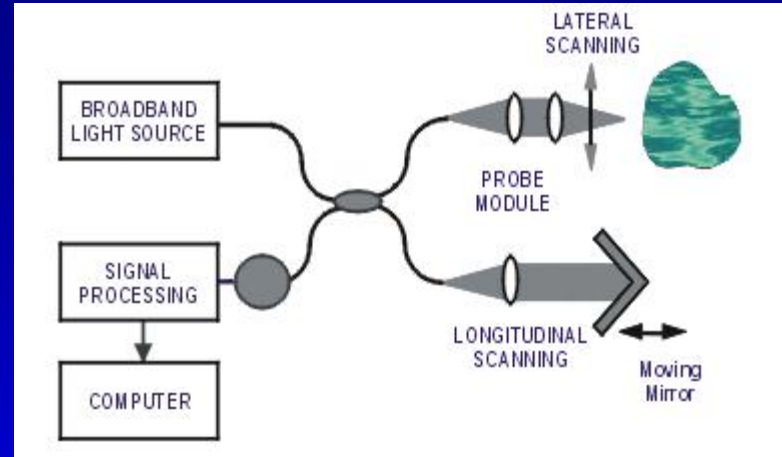 LATERAL
SCANNING
BROADBAND
LIGHT SOURCE
PROBE
MODULE
SIGNAL
PROCESSING
LONGITUDINAL
SCANNING
Moving
Mirror
COMPUTER